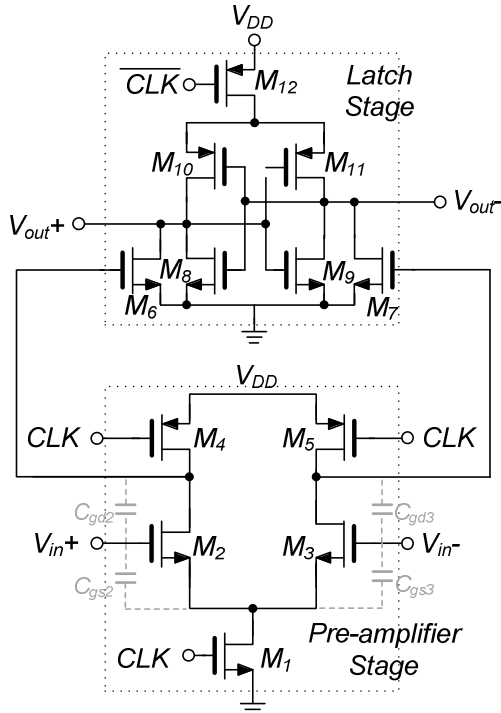 VDD
CLK
M12
Latch
Stage
M10
M11
Vout+
Vout-
M8
M9
M6
M7
VDD
CLK
M4
M5
CLK
Cgd2
Cgd3
Vin+
M2
M3
Vin-
Cgs2
Cgs3
CLK
M1
Pre-amplifier
Stage